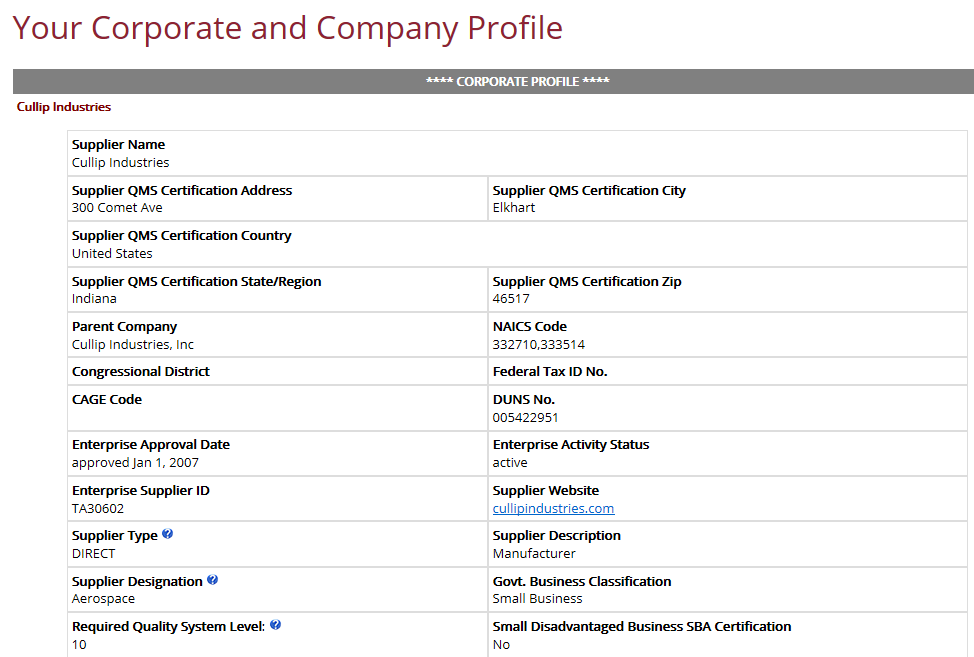 Your Corporate and Company Profile
**** CORPORATE PROFILE ****
Cullip Industries
Supplier Name
Cullip Industries
Supplier QMS Certification Address
300 Comet Ave
Supplier QMS Certification City
Elkhart
Supplier QMS Certification Country
United States
Supplier QMS Certification State/Region
Indiana
Supplier QMS Certification Zip
46517
Parent Company
Cullip Industries, Inc
NAICS Code
332710,333514
Congressional District
Federal Tax ID No.
CAGE Code
DUNS No.
005422951
Enterprise Approval Date
approved Jan 1, 2007
Enterprise Activity Status
active
Enterprise Supplier ID
TA30602
Supplier Website
cullipindustries.com
Supplier Type ?
DIRECT
Supplier Description
Manufacturer
Supplier Designation ?
Aerospace
Govt. Business Classification
Small Business
Required Quality System Level: ?
10
Small Disadvantaged Business SBA Certification
No